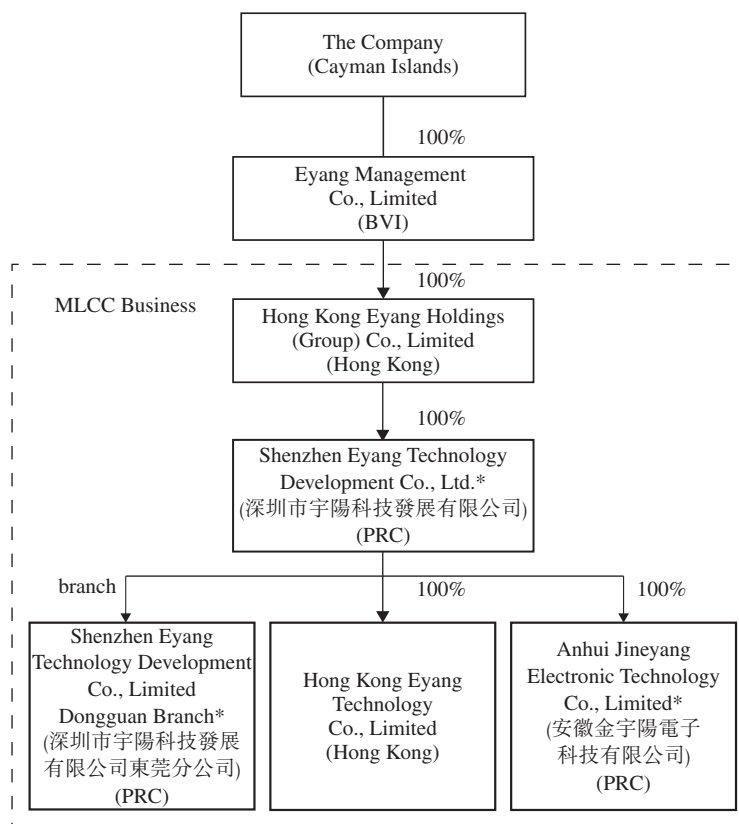 The Company
(Cayman Islands)
100%
Eyang Management
Co., Limited
(BVI)
100%
MLCC Business
Hong Kong Eyang Holdings
(Group) Co., Limited
(Hong Kong)
100%
Shenzhen Eyang Technology
Development Co., Ltd.*
(深圳市宇陽科技發展有限公司)
(PRC)
branch
100%
100%
Shenzhen Eyang
Technology Development
Co., Limited
Dongguan Branch*
(深圳市宇陽科技發展
有限公司東莞分公司)
(PRC)
Hong Kong Eyang
Technology
Co., Limited
(Hong Kong)
Anhui Jineyang
Electronic Technology
Co., Limited*
(安徽金宇陽電子
科技有限公司)
(PRC)